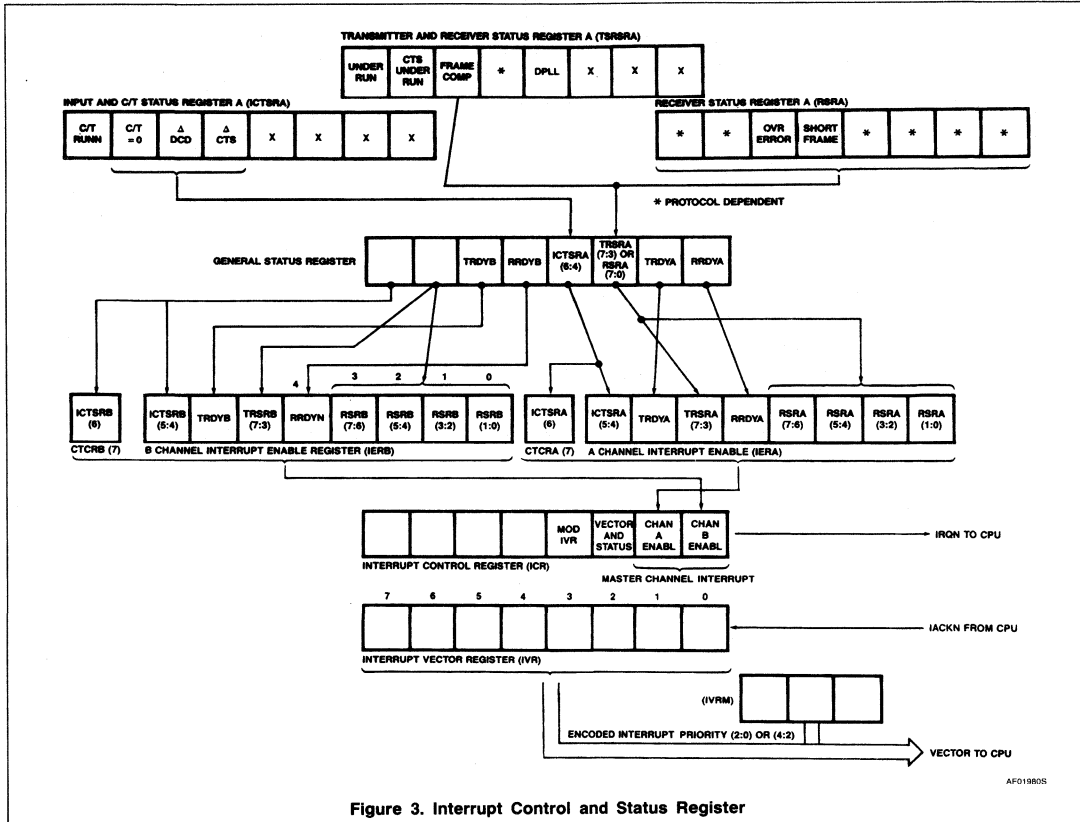 TRANSMITTER AND RECEIVER STATUS REGISTER A (TSRSRA)
UNDER RUN
CTS UNDER RUN
FRAME COMP
*
DPLL
X
X
X
INPUT AND C/T STATUS REGISTER A (ICTSRA)
C/T RUNN
C/T = 0
Δ DCD
Δ CTS
X
X
X
X
RECEIVER STATUS REGISTER A (RSRA)
*
*
OVR ERROR
SHORT FRAME
*
*
*
*
* PROTOCOL DEPENDENT
GENERAL STATUS REGISTER
TRDYB
RRDYB
ICTSRA (6:4)
TRSRA (7:3) OR RSRA (7:0)
TRDYA
RRDYA
4
3
2
1
0
ICTSRB (6)
ICTSRB (5:4)
TRDYB
TRSRB (7:3)
RRDYN
RSRB (7:6)
RSRB (5:4)
RSRB (3:2)
RSRB (1:0)
ICTSRA (6)
ICTSRA (5:4)
TRDYA
TRSRA (7:3)
RRDYA
RSRA (7:6)
RSRA (5:4)
RSRA (3:2)
RSRA (1:0)
CTCRB (7)
B CHANNEL INTERRUPT ENABLE REGISTER (IERB)
CTCRA (7)
A CHANNEL INTERRUPT ENABLE (IERA)
MOD IVR
VECTOR AND STATUS
CHAN A ENABL
CHAN B ENABL
IRQN TO CPU
INTERRUPT CONTROL REGISTER (ICR)
MASTER CHANNEL INTERRUPT
7
6
5
4
3
2
1
0
IACKN FROM CPU
INTERRUPT VECTOR REGISTER (IVR)
(IVRM)
ENCODED INTERRUPT PRIORITY (2:0) OR (4:2)
VECTOR TO CPU
AF01980S
Figure 3. Interrupt Control and Status Register